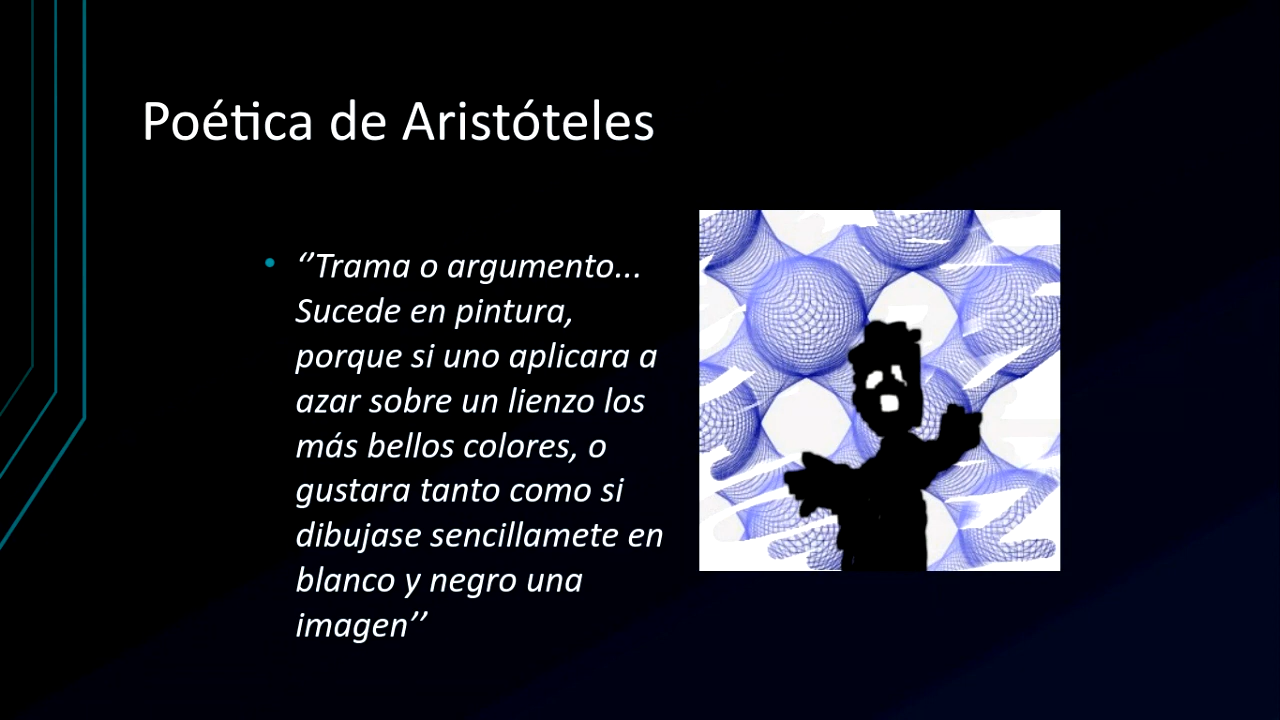 Poética de Aristóteles
• ‘’Trama o argumento...
Sucede en pintura,
porque si uno aplicara a
azar sobre un lienzo los
más bellos colores, o
gustara tanto como si
dibujase sencillamete en
blanco y negro una
imagen’’